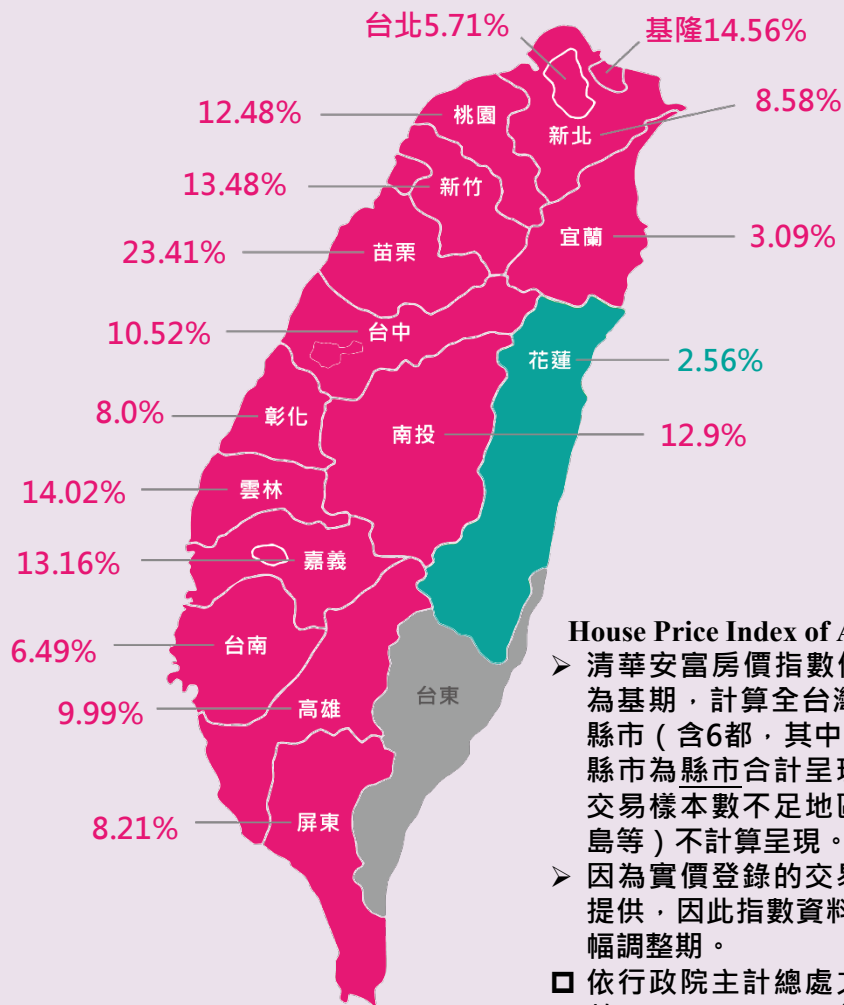 台北5.71%
基隆14.56%
12.48%
桃園
8.58%
新北
13.48%
新竹
23.41%
苗栗
宜蘭
3.09%
10.52%
台中
花蓮
2.56%
8.0%
彰化
南投
12.9%
14.02%
雲林
13.16%
嘉義
6.49%
台南
9.99%
高雄
台東
8.21%
屏東
House Price Index of
➢ 清華安富房價指數
為基期，計算全台灣
縣市（含6都，其中
縣市為縣市合計呈現
交易樣本數不足地區
島等）不計算呈現。
➢ 因為實價登錄的交易
提供，因此指數資料
幅調整期。
□ 依行政院主計總處